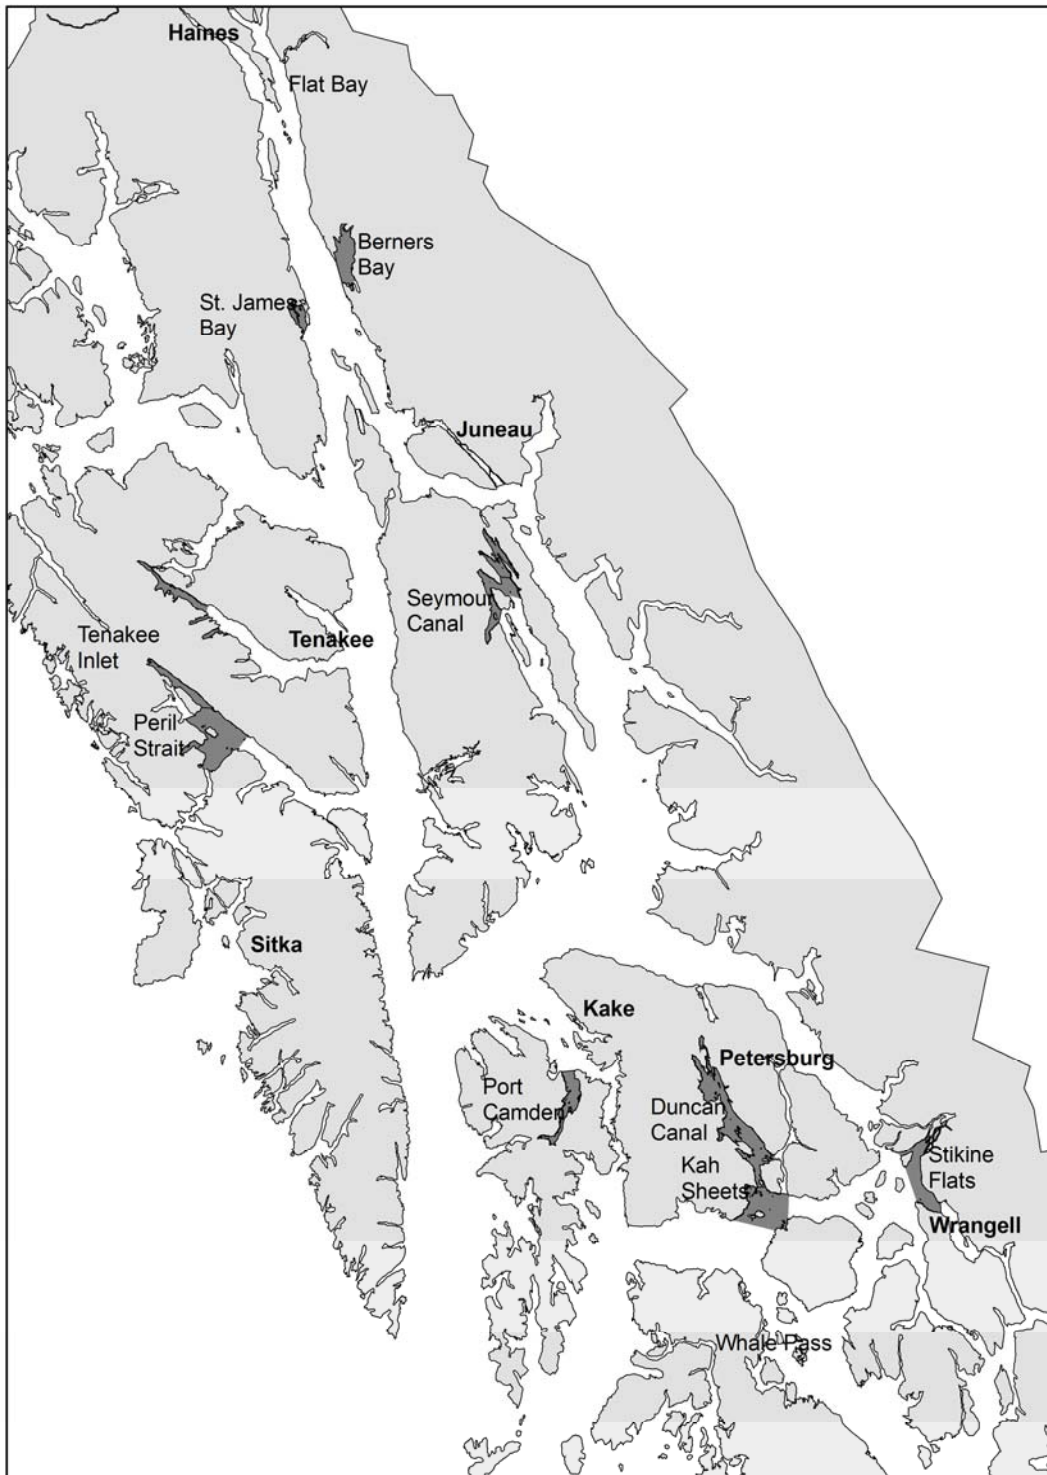 Haines
Flat Bay
Berners
Bay
St. James
Bay
Juneau
Seymour
Canal
Tenakee
Tenakee
Inlet
Peril
Strait
Sitka
Kake
Petersburg
Port
Camden
Duncan
Canal
Kah
Sheets
Stikine
Flats
Wrangell
Whale Pass